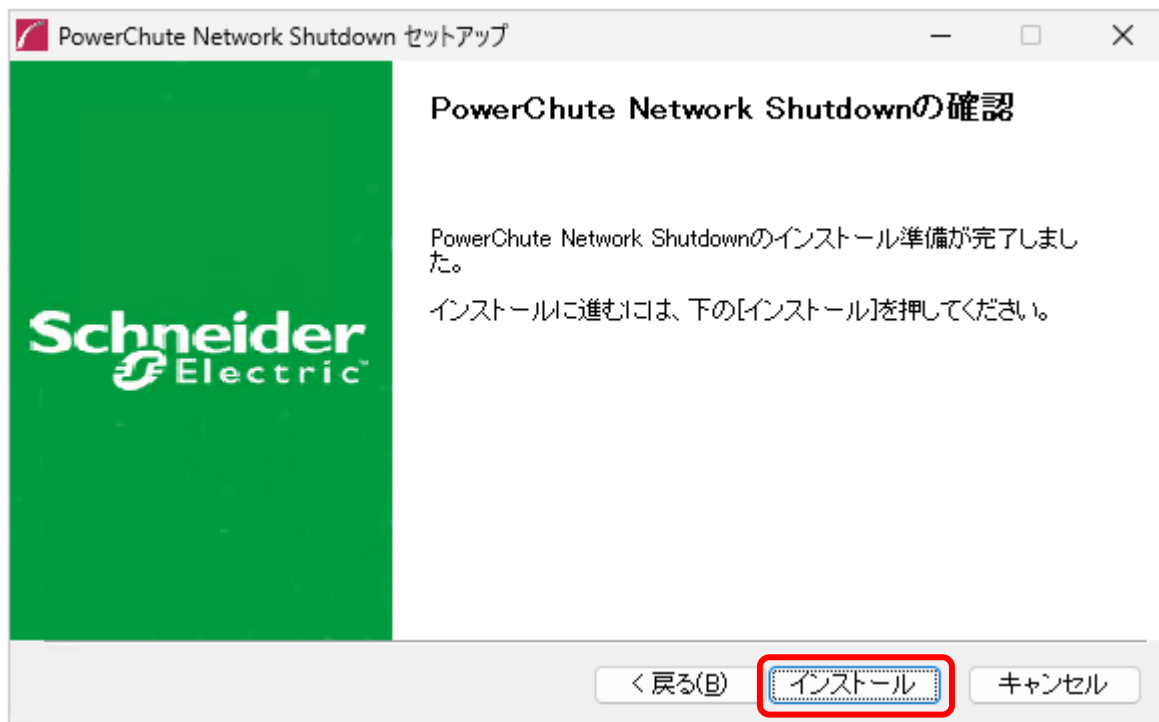 PowerChute Network Shutdown セットアップ
PowerChute Network Shutdownの確認
PowerChute Network Shutdownのインストール準備が完了しまし
た。
インストールに進むには、下の[インストール]を押してください。
Schneider
Electric™
< 戻る(B)
インストール
キャンセル